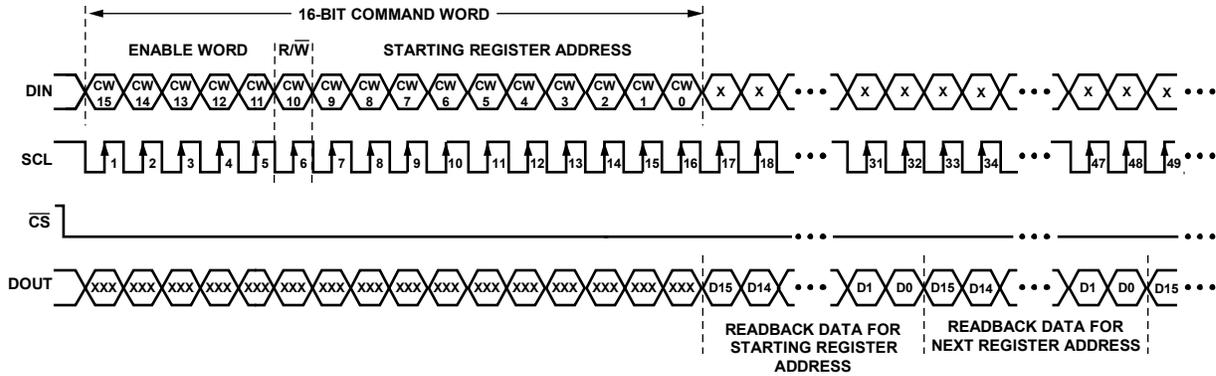 16-BIT COMMAND WORD
ENABLE WORD R/W̅ STARTING REGISTER ADDRESS
DIN CW 15 CW 14 CW 13 CW 12 CW 11 CW 10 CW 9 CW 8 CW 7 CW 6 CW 5 CW 4 CW 3 CW 2 CW 1 CW 0 X X ••• X X X X ••• X X X •••
SCL 1 2 3 4 5 6 7 8 9 10 11 12 13 14 15 16 17 18 ••• 31 32 33 34 ••• 47 48 49 •••
C̅S̅ ••• ••• •••
DOUT XXX XXX XXX XXX XXX XXX XXX XXX XXX XXX XXX XXX XXX XXX XXX XXX D15 D14 ••• D1 D0 D15 D14 ••• D1 D0 D15 •••
READBACK DATA FOR
STARTING REGISTER
ADDRESS
READBACK DATA FOR
NEXT REGISTER ADDRESS